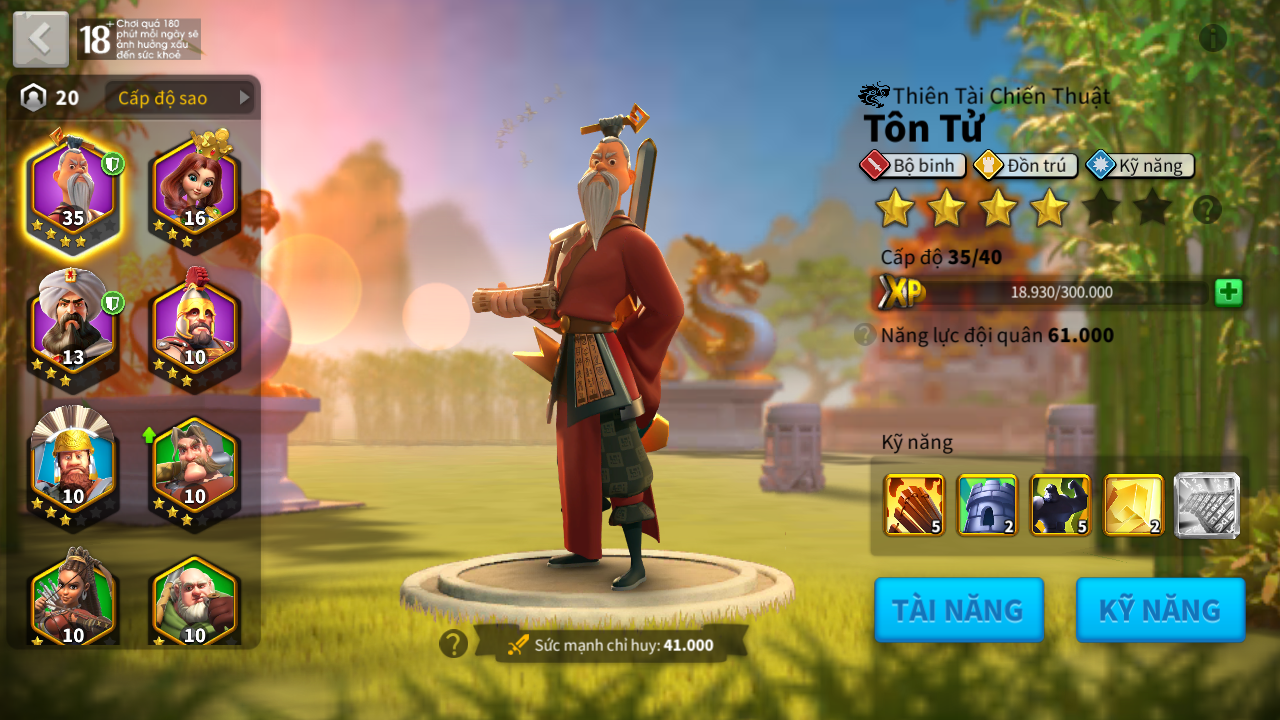 18+
Chơi quá 180
phút mỗi ngày sẽ
ảnh hưởng xấu
đến sức khoẻ
20
Cấp độ sao
35
16
13
10
10
10
10
10
Thiên Tài Chiến Thuật
Tôn Tử
Bộ binh
Đồn trú
Kỹ năng
?
Cấp độ 35/40
XP
18.930/300.000
? Năng lực đội quân 61.000
Kỹ năng
5
2
5
2
TÀI NĂNG
KỸ NĂNG
? Sức mạnh chỉ huy: 41.000